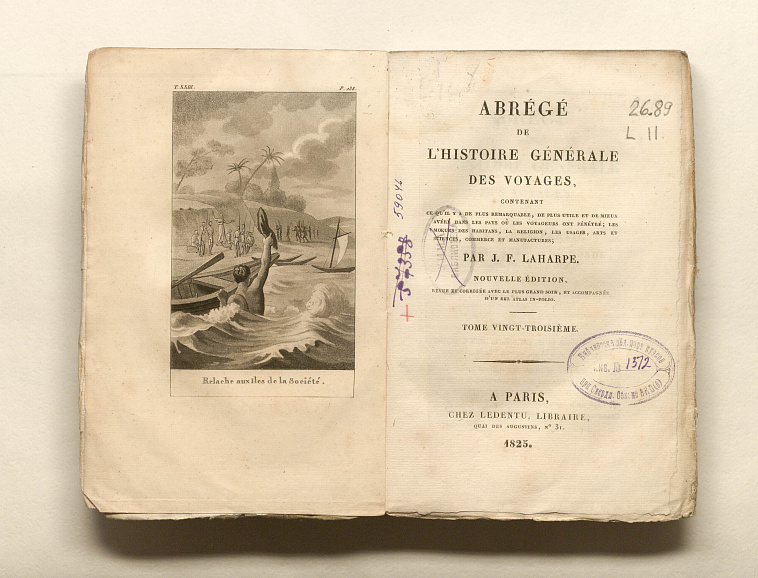 T. XXIII.
Relache aux Iles de la Société.
ABRÉGÉ
DE
L'HISTOIRE GÉNÉRALE
DES VOYAGES,
CONTENANT
CE QU'IL Y A DE PLUS REMARQUABLE, DE PLUS UTILE ET DE MIEUX
AVÉRÉ DANS LES PAYS OÙ LES VOYAGEURS ONT PÉNÉTRÉ; LES
MOEURS DES HABITANS, LA RELIGION, LES USAGES, ARTS ET
SCIENCES, COMMERCE ET MANUFACTURES;
PAR J. F. LAHARPE.
NOUVELLE ÉDITION,
REVUE ET CORRIGÉE AVEC LE PLUS GRAND SOIN, ET ACCOMPAGNÉE
D'UN BEL ATLAS IN-FOLIO.
TOME VINGT-TROISIÈME.
A PARIS,
CHEZ LEDENTU, LIBRAIRE,
QUAI DES AUGUSTINS, N° 31.
1825.
26.89
L II.
59046
1572